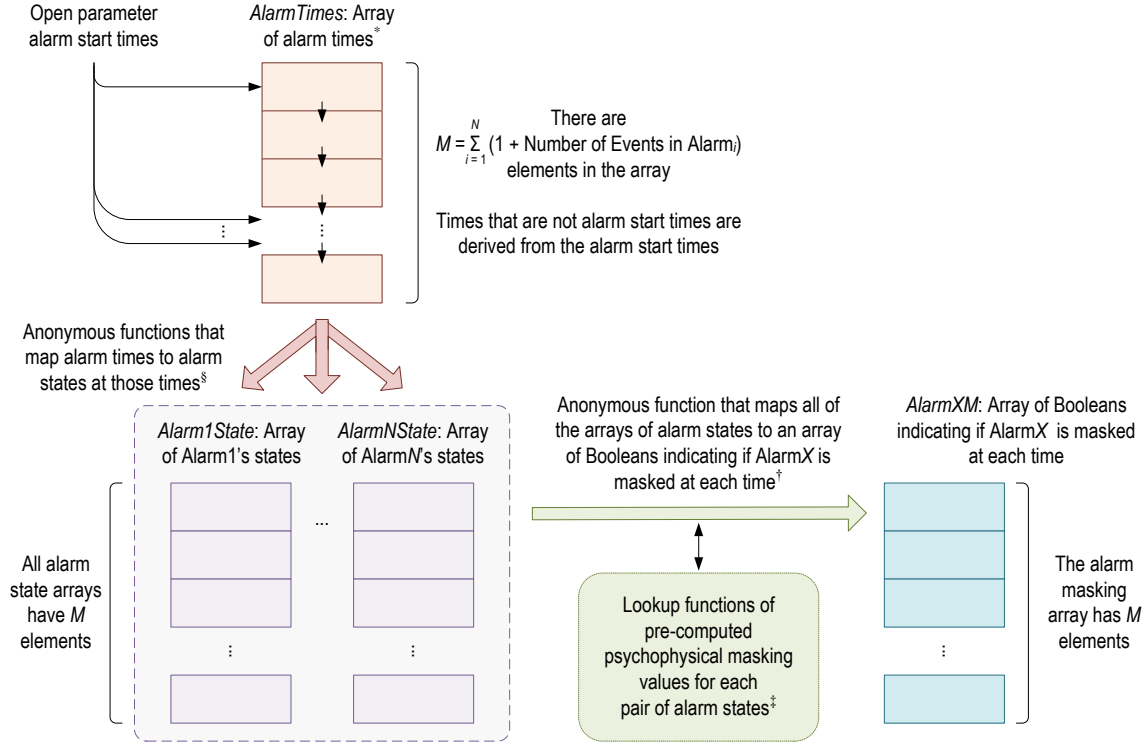 Open parameter
alarm start times
AlarmTimes: Array
of alarm times*
There are
M = Σ (1 + Number of Events in Alarmi)
N
i = 1
elements in the array
Times that are not alarm start times are
derived from the alarm start times
⋮
⋮
Anonymous functions that
map alarm times to alarm
states at those times§
Alarm1State: Array
of Alarm1's states
AlarmNState: Array
of AlarmN's states
...
⋮
⋮
All alarm
state arrays
have M
elements
Anonymous function that maps all of
the arrays of alarm states to an array
of Booleans indicating if AlarmX is
masked at each time†
Lookup functions of
pre-computed
psychophysical masking
values for each
pair of alarm states‡
AlarmXM: Array of Booleans
indicating if AlarmX is masked
at each time
⋮
The alarm
masking
array has M
elements